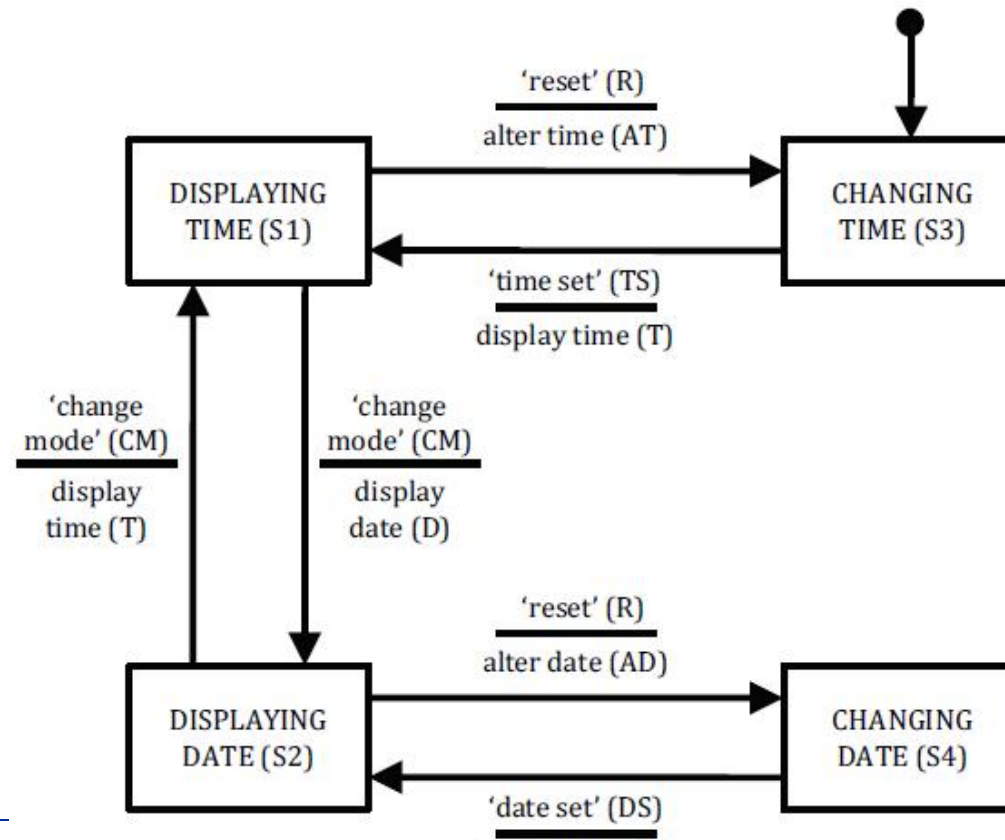 ‘reset’ (R)
alter time (AT)
DISPLAYING
TIME (S1)
CHANGING
TIME (S3)
‘time set’ (TS)
display time (T)
‘change
mode’ (CM)
display
time (T)
‘change
mode’ (CM)
display
date (D)
‘reset’ (R)
alter date (AD)
DISPLAYING
DATE (S2)
CHANGING
DATE (S4)
‘date set’ (DS)